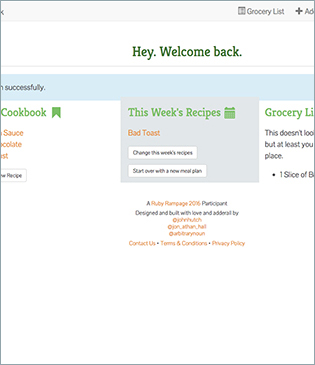 Grocery List + Add
Hey. Welcome back.
n successfully.
Cookbook
Sauce
ocolate
ast
ew Recipe
This Week's Recipes
Bad Toast
Change this week's recipes
Start over with a new meal plan
Grocery Li
This doesn't loo
but at least you
place.
• 1 Slice of B
A Ruby Rampage 2016 Participant
Designed and built with love and adderall by
@johnhutch
@jon_ethan_hall
@arbitrarynoun
Contact Us • Terms & Conditions • Privacy Policy